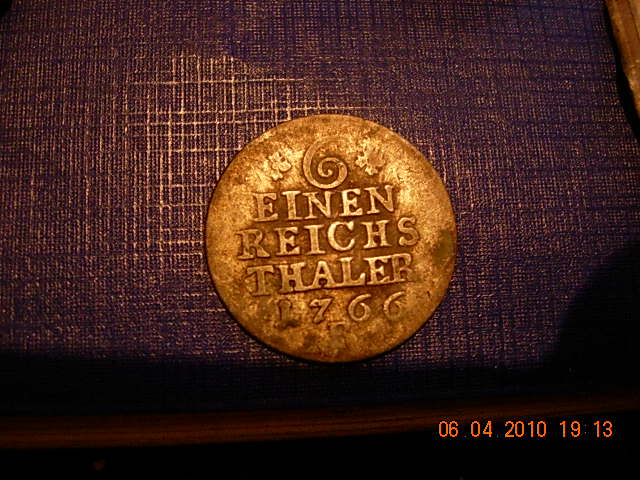 6
EINEN
REICHS
THALER
1766
06.04.2010 19:13